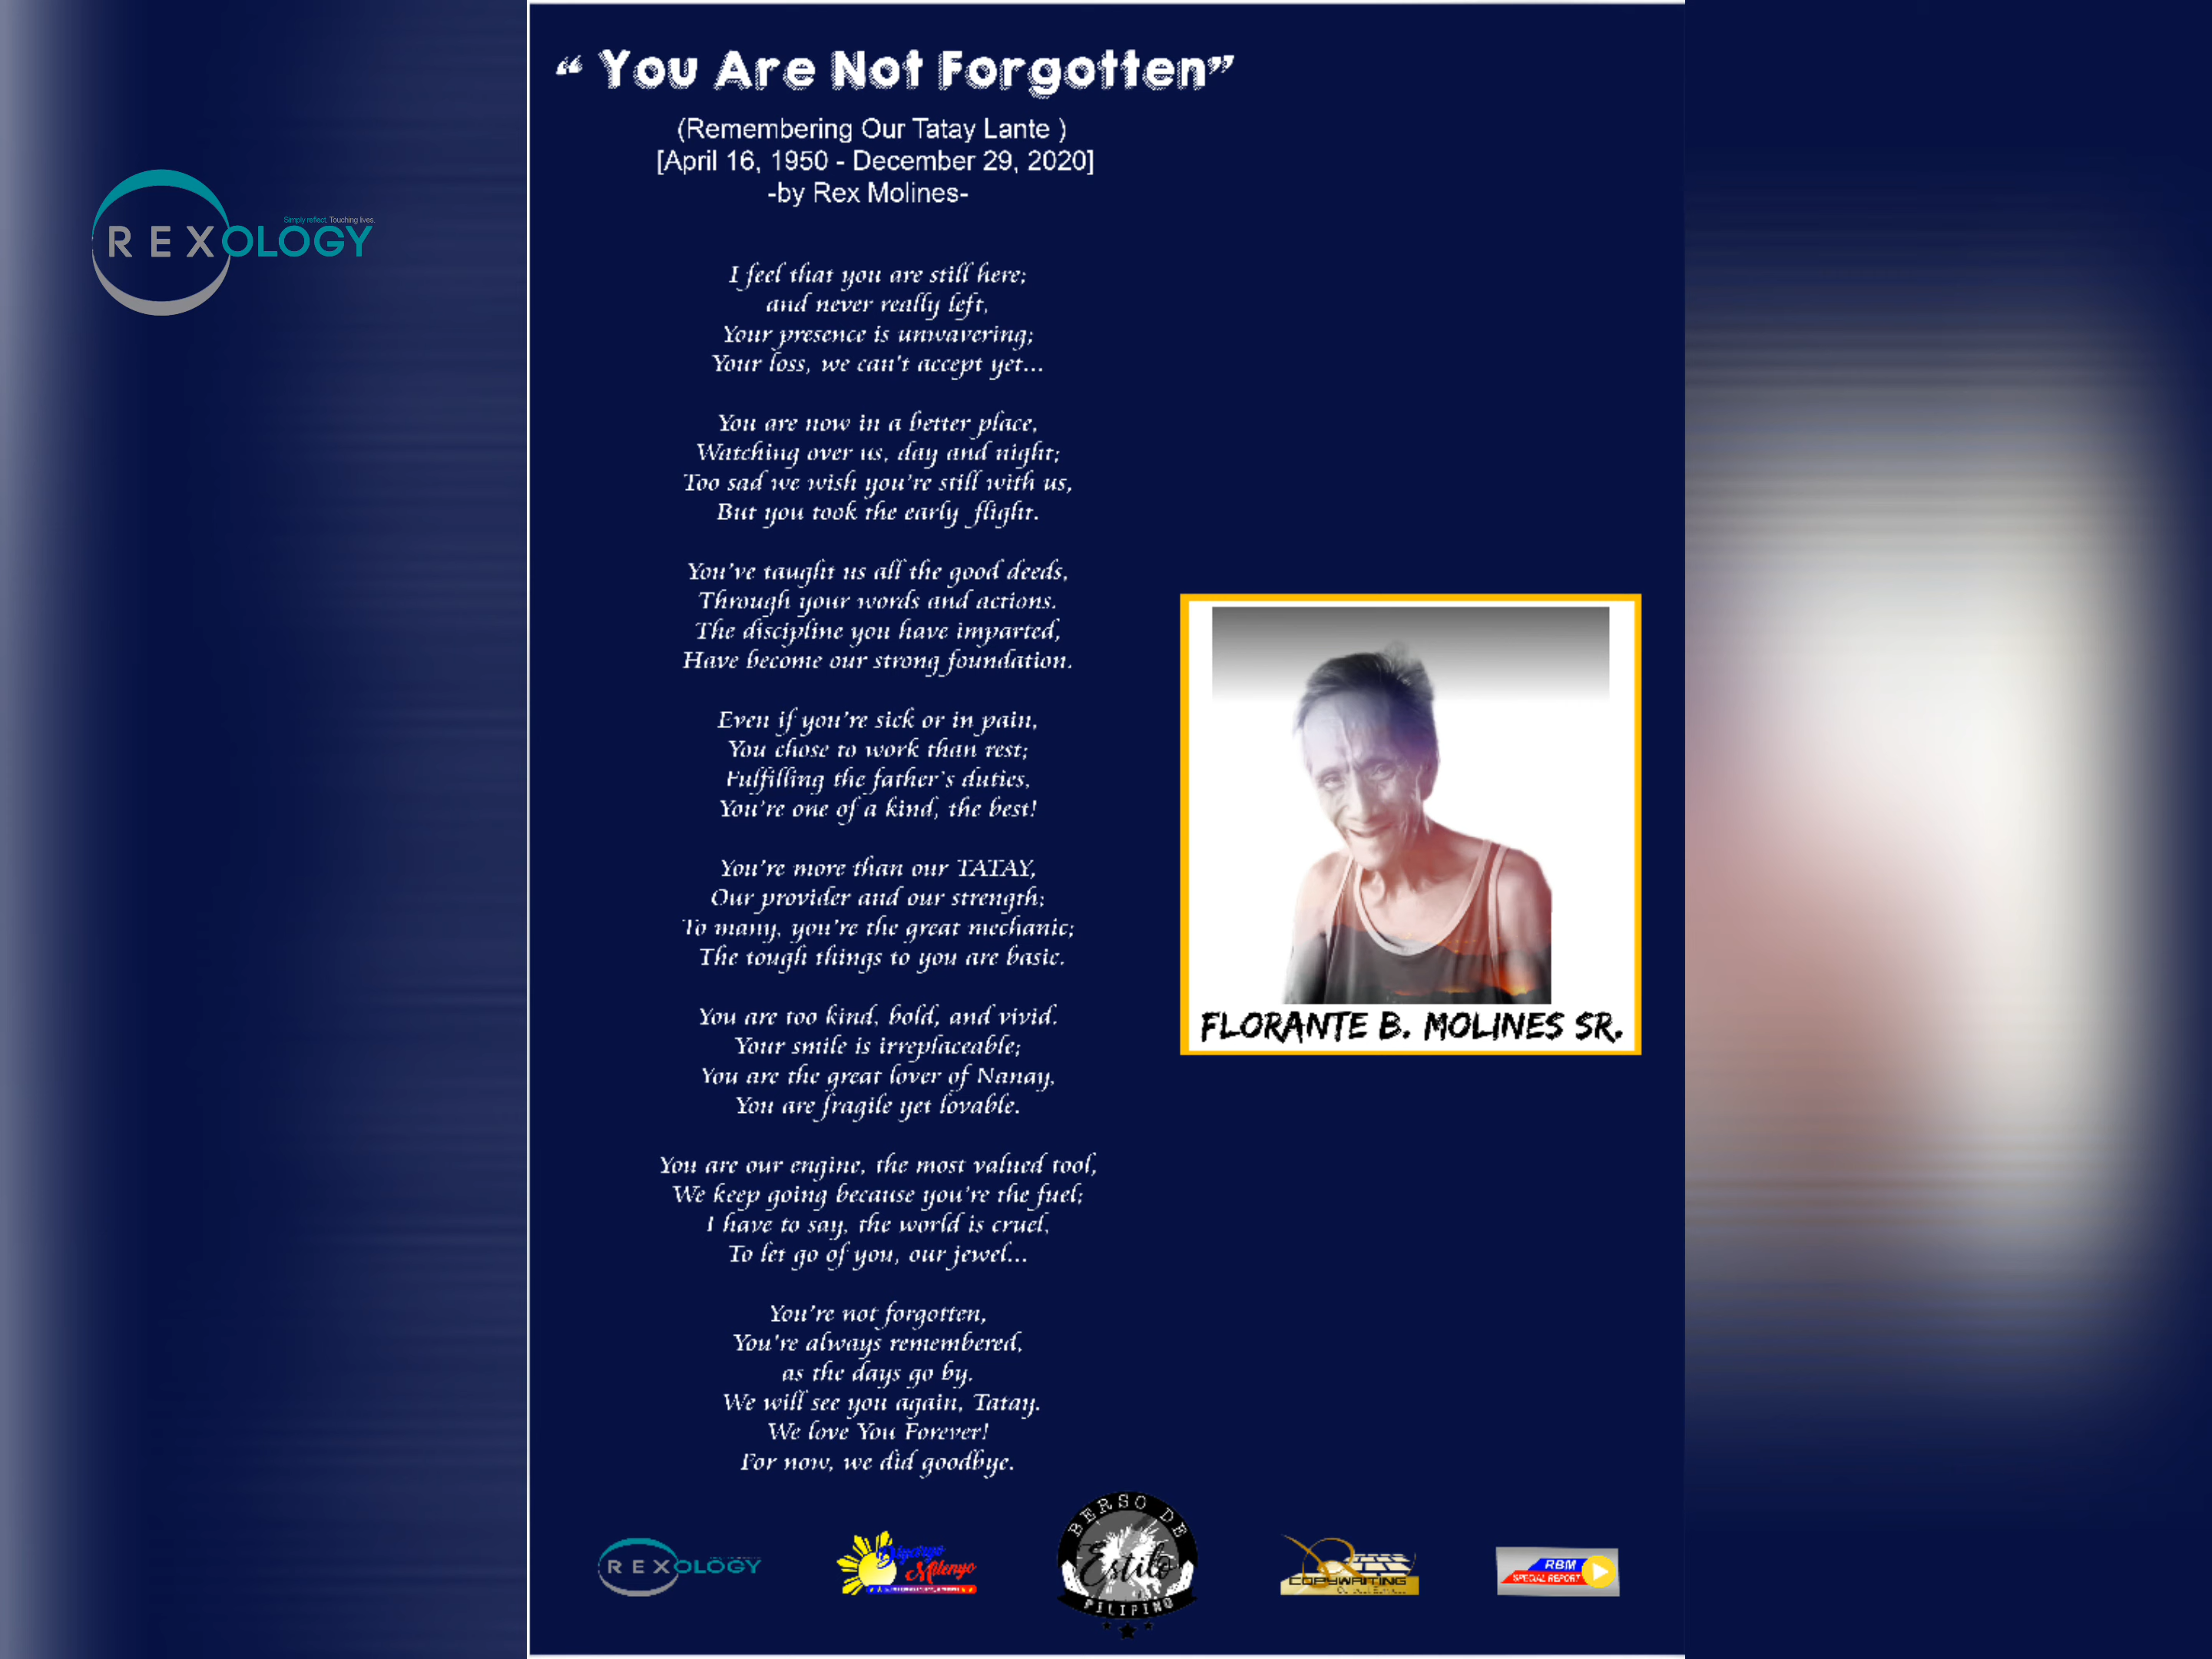 “ You Are Not Forgotten”
(Remembering Our Tatay Lante )
[April 16, 1950 - December 29, 2020]
-by Rex Molines-
Simply reflect. Touching lives.
REXOLOGY
I feel that you are still here;
and never really left,
Your presence is unwavering;
Your loss, we can't accept yet...
You are now in a better place,
Watching over us, day and night;
Too sad we wish you're still with us,
But you took the early flight.
You've taught us all the good deeds,
Through your words and actions.
The discipline you have imparted,
Have become our strong foundation.
Even if you're sick or in pain,
You chose to work than rest;
Fulfilling the father's duties,
You're one of a kind, the best!
You're more than our TATAY,
Our provider and our strength;
To many, you're the great mechanic;
The tough things to you are basic.
You are too kind, bold, and vivid.
Your smile is irreplaceable;
You are the great lover of Nanay,
You are fragile yet lovable.
You are our engine, the most valued tool,
We keep going because you're the fuel;
I have to say, the world is cruel,
To let go of you, our jewel...
You're not forgotten,
You're always remembered,
as the days go by.
We will see you again, Tatay.
We love You Forever!
For now, we did goodbye.
FLORANTE B. MOLINES SR.
REXOLOGY
Milenyo
BERSO DE
Estilo
PILIPINO
COPYWRITING
RBM
SPECIAL REPORT